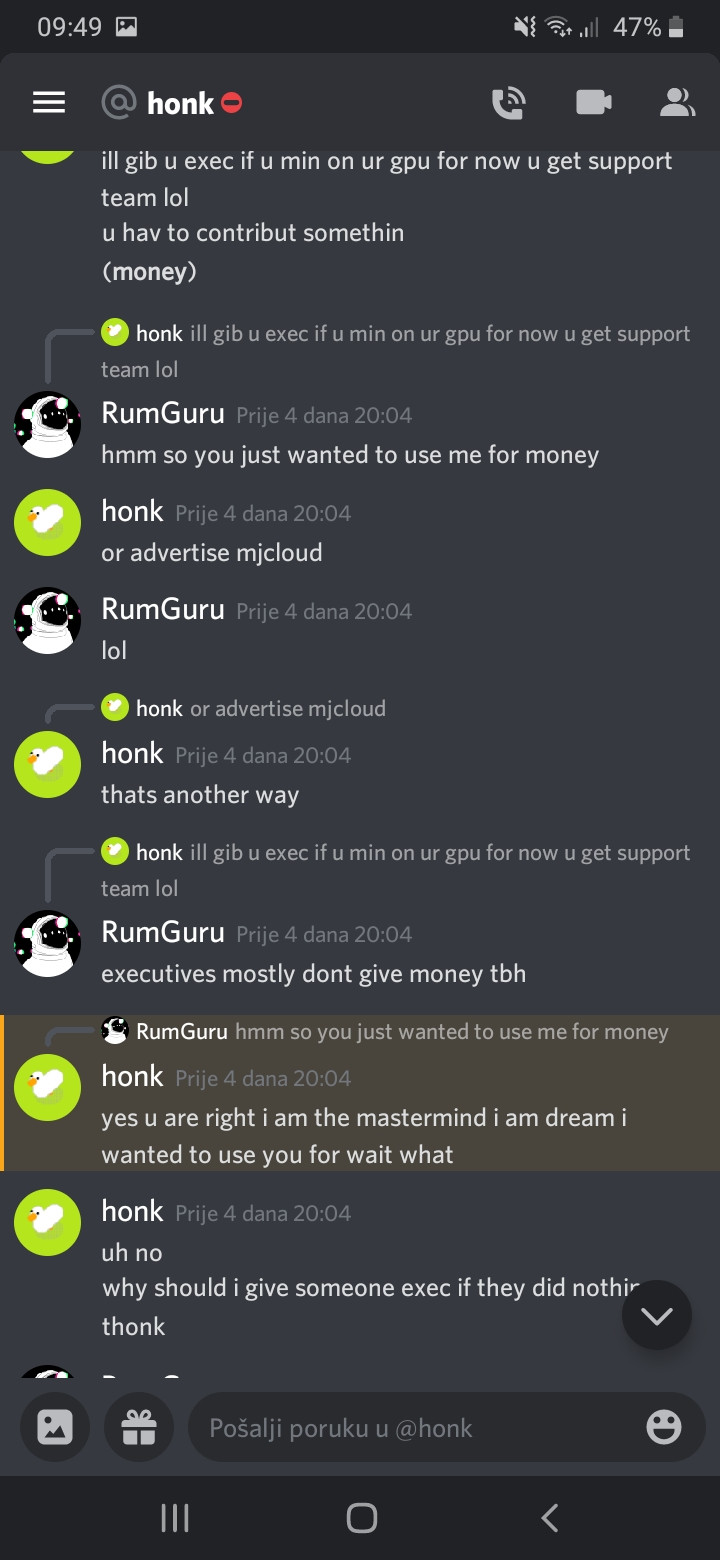 09:49
47%
@ honk
ill gib u exec if u min on ur gpu for now u get support
team lol
u hav to contribut somethin
(money)
honk ill gib u exec if u min on ur gpu for now u get support
team lol
RumGuru Prije 4 dana 20:04
hmm so you just wanted to use me for money
honk Prije 4 dana 20:04
or advertise mjcloud
RumGuru Prije 4 dana 20:04
lol
honk or advertise mjcloud
honk Prije 4 dana 20:04
thats another way
honk ill gib u exec if u min on ur gpu for now u get support
team lol
RumGuru Prije 4 dana 20:04
executives mostly dont give money tbh
RumGuru hmm so you just wanted to use me for money
honk Prije 4 dana 20:04
yes u are right i am the mastermind i am dream i
wanted to use you for wait what
honk Prije 4 dana 20:04
uh no
why should i give someone exec if they did nothin
thonk
Pošalji poruku u @honk